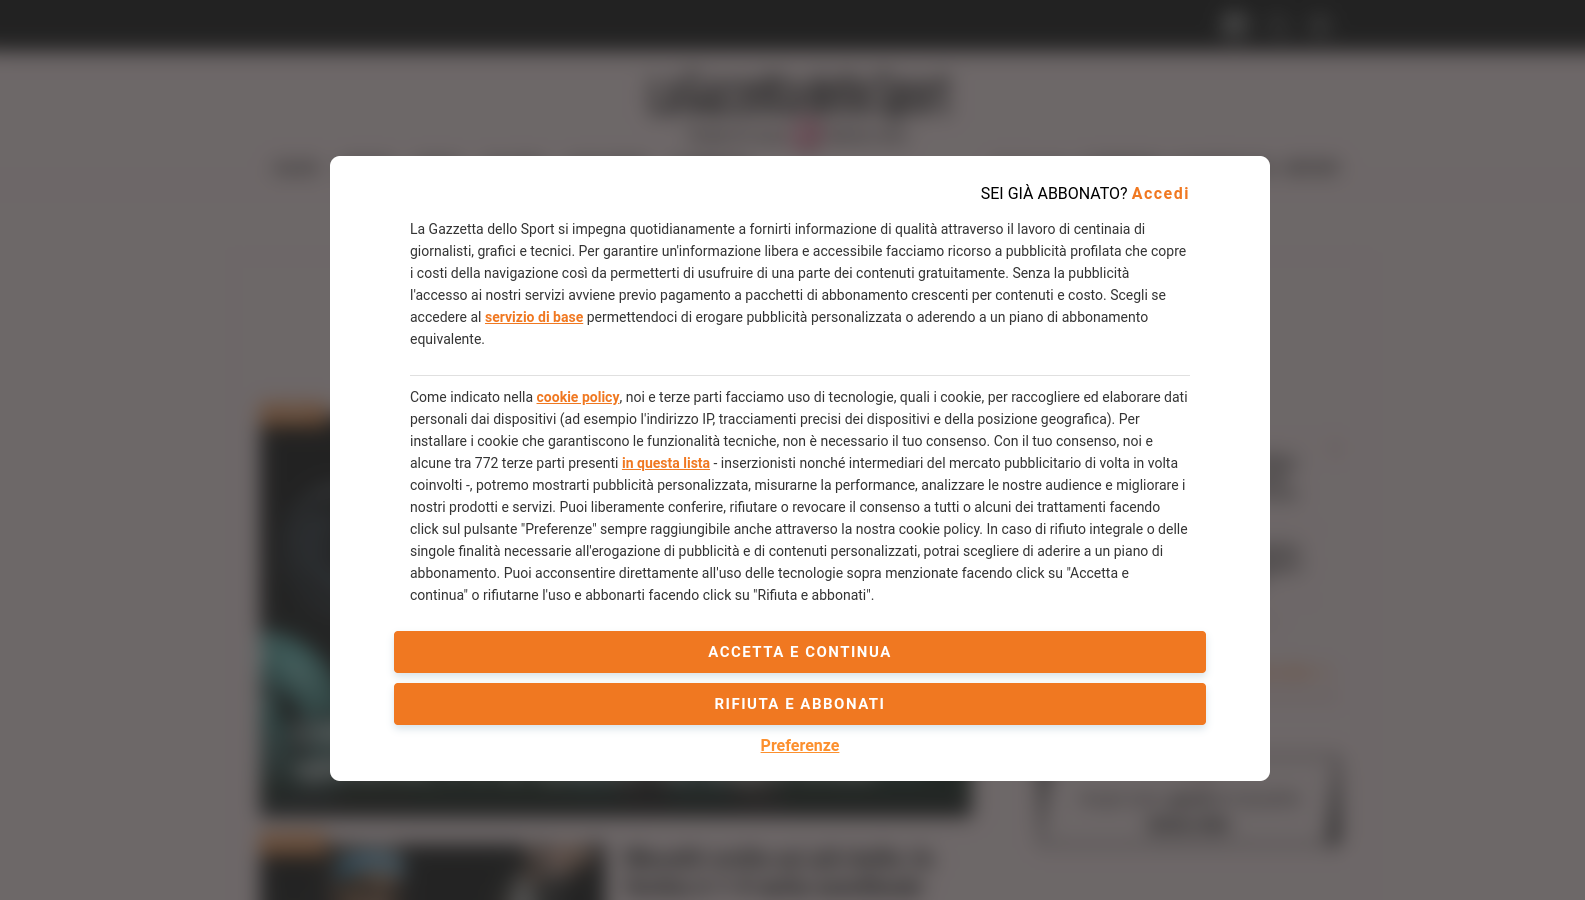 SEI GIÀ ABBONATO? Accedi
La Gazzetta dello Sport si impegna quotidianamente a fornirti informazione di qualità attraverso il lavoro di centinaia di
giornalisti, grafici e tecnici. Per garantire un'informazione libera e accessibile facciamo ricorso a pubblicità profilata che copre
i costi della navigazione così da permetterti di usufruire di una parte dei contenuti gratuitamente. Senza la pubblicità
l'accesso ai nostri servizi avviene previo pagamento a pacchetti di abbonamento crescenti per contenuti e costo. Scegli se
accedere al servizio di base permettendoci di erogare pubblicità personalizzata o aderendo a un piano di abbonamento
equivalente.
Come indicato nella cookie policy, noi e terze parti facciamo uso di tecnologie, quali i cookie, per raccogliere ed elaborare dati
personali dai dispositivi (ad esempio l'indirizzo IP, tracciamenti precisi dei dispositivi e della posizione geografica). Per
installare i cookie che garantiscono le funzionalità tecniche, non è necessario il tuo consenso. Con il tuo consenso, noi e
alcune tra 772 terze parti presenti in questa lista - inserzionisti nonché intermediari del mercato pubblicitario di volta in volta
coinvolti -, potremo mostrarti pubblicità personalizzata, misurarne la performance, analizzare le nostre audience e migliorare i
nostri prodotti e servizi. Puoi liberamente conferire, rifiutare o revocare il consenso a tutti o alcuni dei trattamenti facendo
click sul pulsante "Preferenze" sempre raggiungibile anche attraverso la nostra cookie policy. In caso di rifiuto integrale o delle
singole finalità necessarie all'erogazione di pubblicità e di contenuti personalizzati, potrai scegliere di aderire a un piano di
abbonamento. Puoi acconsentire direttamente all'uso delle tecnologie sopra menzionate facendo click su "Accetta e
continua" o rifiutarne l'uso e abbonarti facendo click su "Rifiuta e abbonati".
ACCETTA E CONTINUA
RIFIUTA E ABBONATI
Preferenze